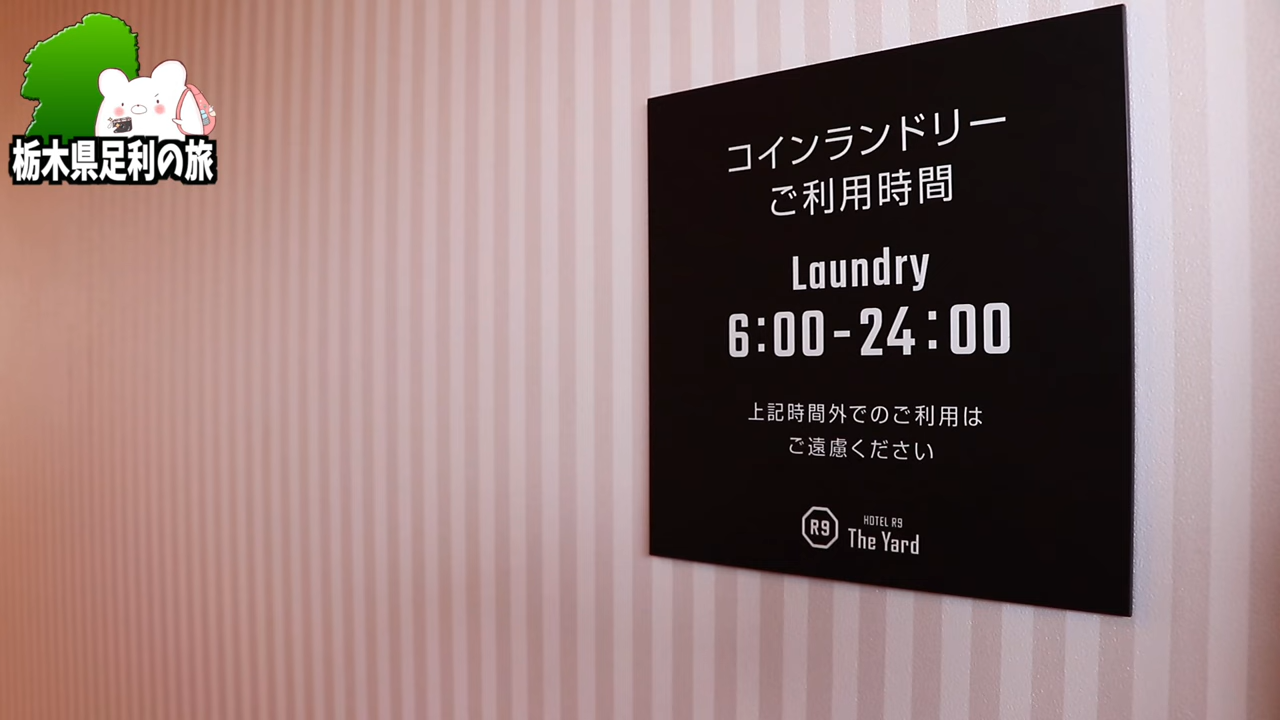 栃木県足利の旅
コインランドリー
ご利用時間
Laundry
6:00-24:00
上記時間外でのご利用は
ご遠慮ください
R9
HOTEL R9
The Yard